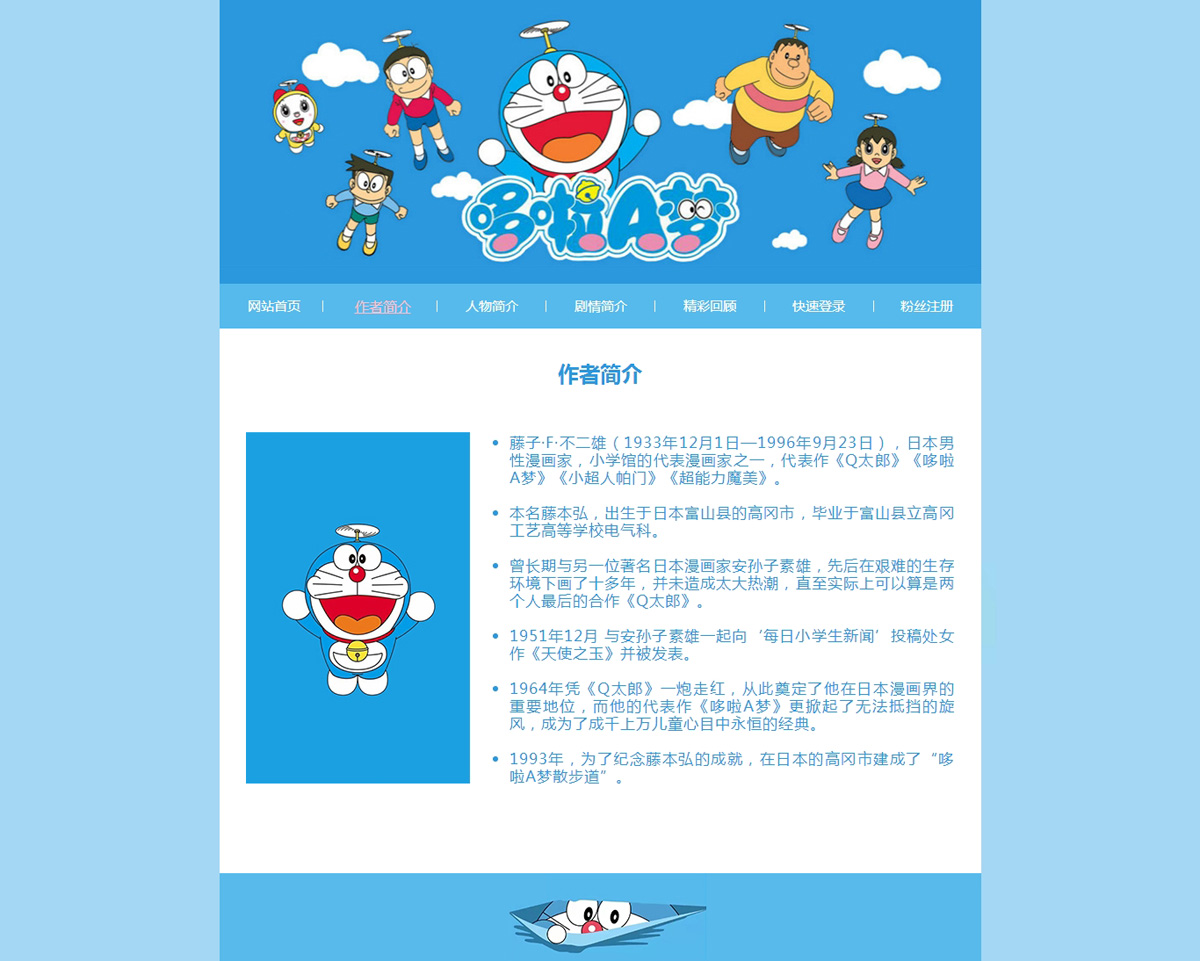 哆啦A梦
网站首页 | 作者简介 | 人物简介 | 剧情简介 | 精彩回顾 | 快速登录 | 粉丝注册
作者简介
• 藤子·F·不二雄（1933年12月1日—1996年9月23日），日本男
性漫画家，小学馆的代表漫画家之一，代表作《Q太郎》《哆啦
A梦》《小超人帕门》《超能力魔美》。
• 本名藤本弘，出生于日本富山县的高冈市，毕业于富山县立高冈
工艺高等学校电气科。
• 曾长期与另一位著名日本漫画家安孙子素雄，先后在艰难的生存
环境下画了十多年，并未造成太大热潮，直至实际上可以算是两
个人最后的合作《Q太郎》。
• 1951年12月 与安孙子素雄一起向‘每日小学生新闻’投稿处女
作《天使之玉》并被发表。
• 1964年凭《Q太郎》一炮走红，从此奠定了他在日本漫画界的
重要地位，而他的代表作《哆啦A梦》更掀起了无法抵挡的旋
风，成为了成千上万儿童心目中永恒的经典。
• 1993年，为了纪念藤本弘的成就，在日本的高冈市建成了“哆
啦A梦散步道”。